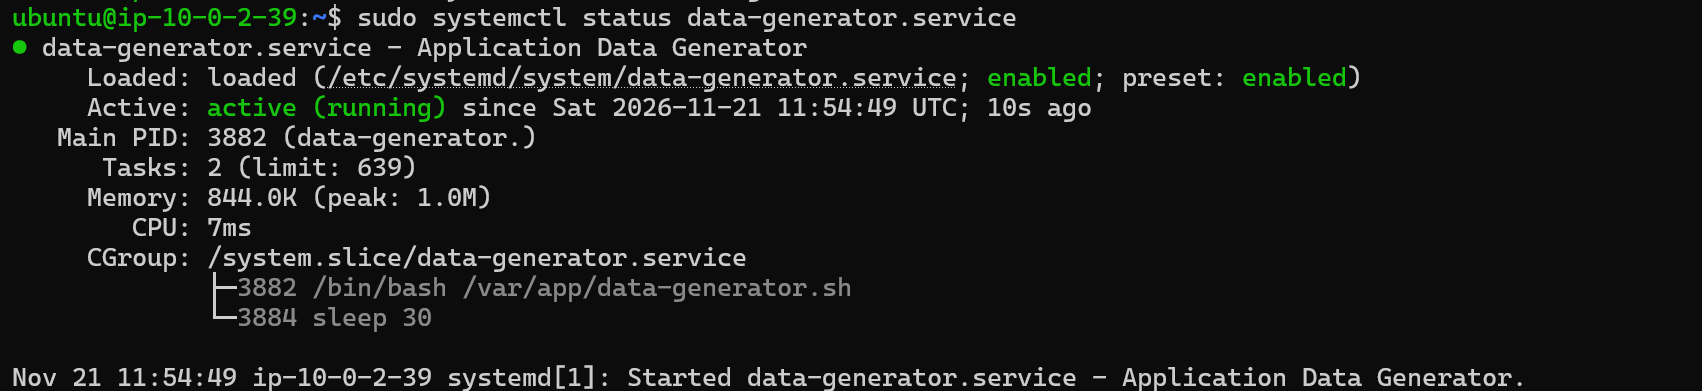 ubuntu@ip-10-0-2-39:~$ sudo systemctl status data-generator.service
● data-generator.service - Application Data Generator
Loaded: loaded (/etc/systemd/system/data-generator.service; enabled; preset: enabled)
Active: active (running) since Sat 2026-11-21 11:54:49 UTC; 10s ago
Main PID: 3882 (data-generator.)
Tasks: 2 (limit: 639)
Memory: 844.0K (peak: 1.0M)
CPU: 7ms
CGroup: /system.slice/data-generator.service
├─3882 /bin/bash /var/app/data-generator.sh
└─3884 sleep 30
Nov 21 11:54:49 ip-10-0-2-39 systemd[1]: Started data-generator.service - Application Data Generator.